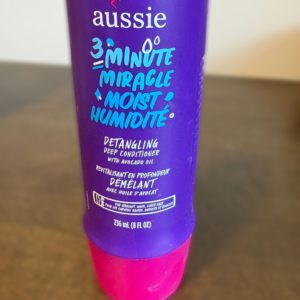 aussie
3 MINUTE
MIRACLE
MOIST
HUMIDITÉ
DETANGLING
DEEP CONDITIONER
WITH AVOCADO OIL
REVITALISANT EN PROFONDEUR
DÉMÊLANT
AVEC HUILE D'AVOCAT
236 mL (8 FL OZ)